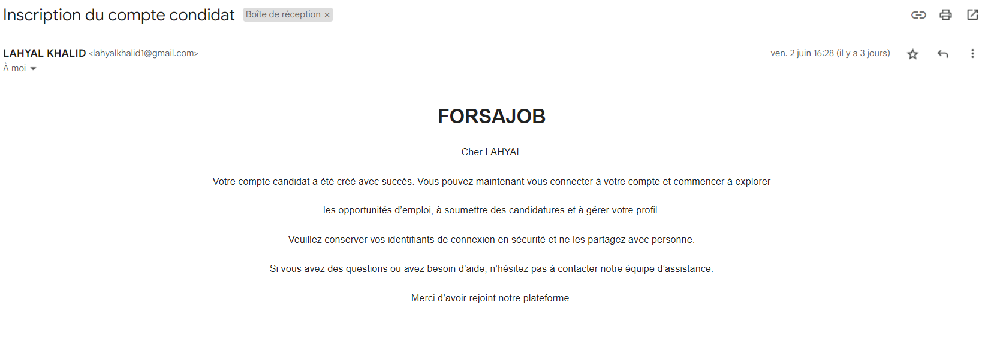 Inscription du compte condidat Boîte de réception ×
LAHYAL KHALID <lahyalkhalid1@gmail.com> ven. 2 juin 16:28 (il y a 3 jours)
À moi
FORSAJOB
Cher LAHYAL
Votre compte candidat a été créé avec succès. Vous pouvez maintenant vous connecter à votre compte et commencer à explorer
les opportunités d’emploi, à soumettre des candidatures et à gérer votre profil.
Veuillez conserver vos identifiants de connexion en sécurité et ne les partagez avec personne.
Si vous avez des questions ou avez besoin d’aide, n’hésitez pas à contacter notre équipe d’assistance.
Merci d’avoir rejoint notre plateforme.